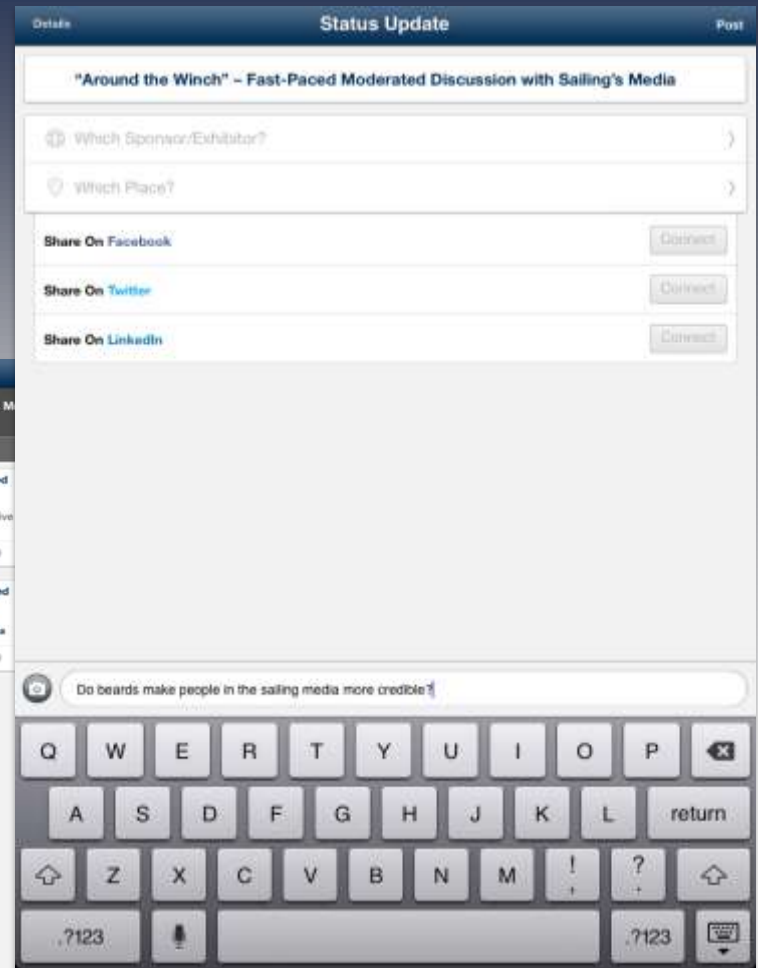 Details
Status Update
Post
"Around the Winch" – Fast-Paced Moderated Discussion with Sailing's Media
Which Sponsor/Exhibitor?
Which Place?
Share On Facebook
Connect
Share On Twitter
Connect
Share On LinkedIn
Connect
Do beards make people in the sailing media more credible?
Q W E R T Y U I O P
A S D F G H J K L return
Z X C V B N M ! , ? .
.?123 .?123